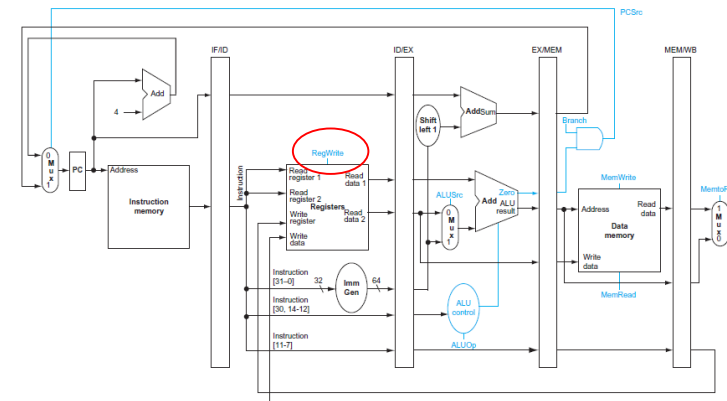 PCSrc
IF/ID
ID/EX
EX/MEM
MEM/WB
Add
4
0
M
u
x
1
PC
Address
Instruction
memory
Instruction
RegWrite
Read
register 1
Read
register 2
Write
register
Write
data
Registers
Read
data 1
Read
data 2
Instruction
[31–0]
32
Imm
Gen
64
Instruction
[30, 14-12]
Instruction
[11-7]
Shift
left 1
AddSum
ALUSrc
0
M
u
x
1
Zero
Add
ALU
result
ALU
control
ALUOp
Branch
MemWrite
Address
Read
data
Data
memory
Write
data
MemRead
1
M
u
x
0